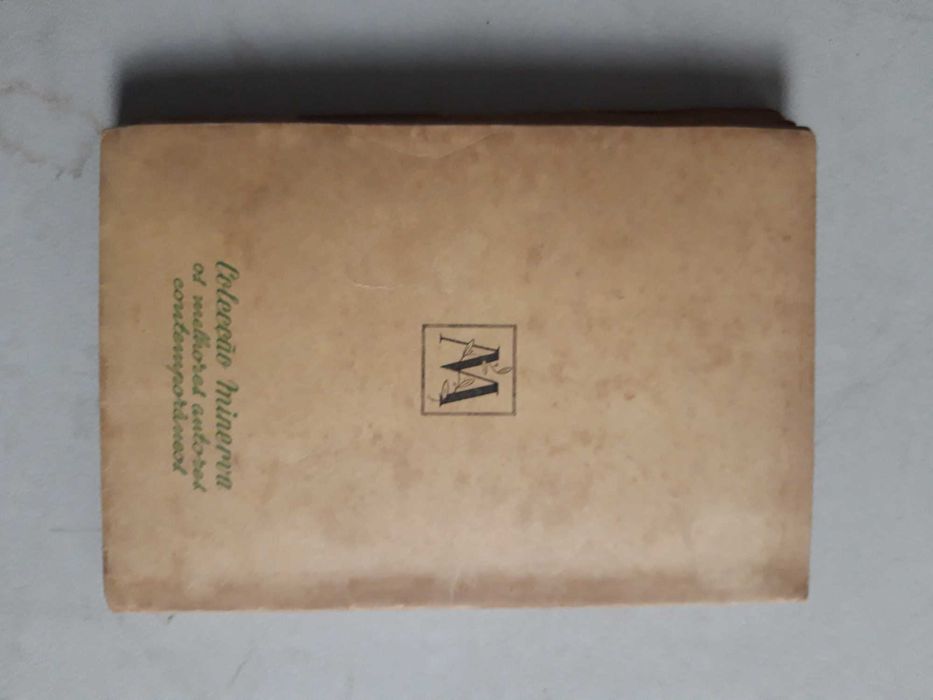 M
Colecção Minerva
os melhores autores
contemporâneos